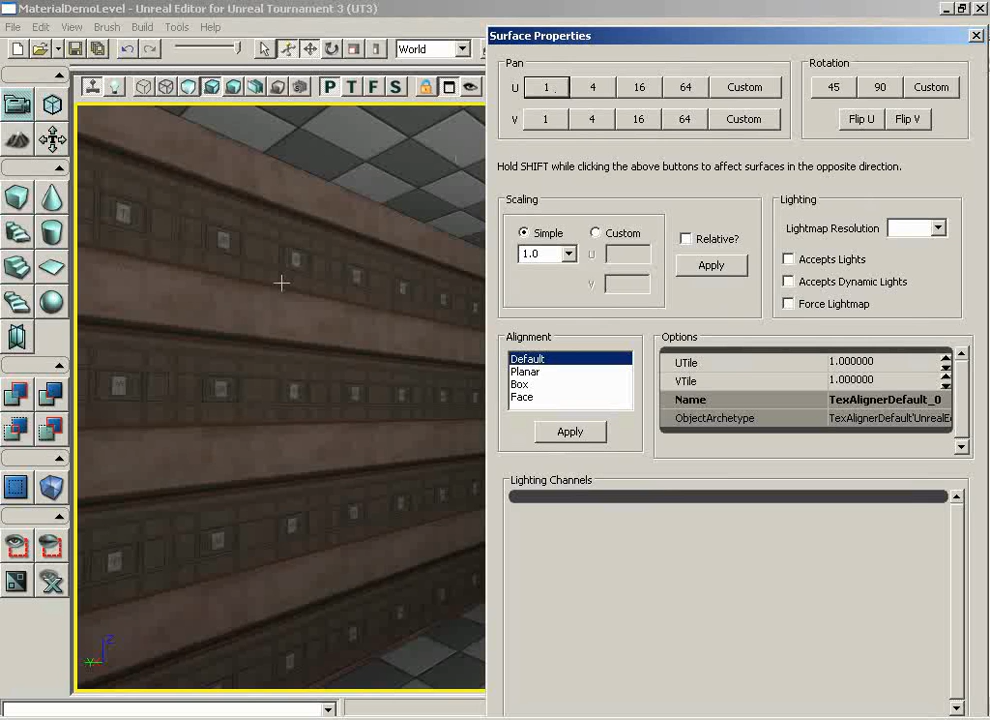 MaterialDemoLevel - Unreal Editor for Unreal Tournament 3 (UT3)
File Edit View Brush Build Tools Help
World
P T F S
Z
Y
Surface Properties
Pan
U 1 4 16 64 Custom
V 1 4 16 64 Custom
Rotation
45 90 Custom
Flip U Flip V
Hold SHIFT while clicking the above buttons to affect surfaces in the opposite direction.
Scaling
Simple Custom
1.0 U
V
Relative?
Apply
Lighting
Lightmap Resolution
Accepts Lights
Accepts Dynamic Lights
Force Lightmap
Alignment
Default
Planar
Box
Face
Apply
Options
UTile 1.000000
VTile 1.000000
Name TexAlignerDefault_0
ObjectArchetype TexAlignerDefault'UnrealE
Lighting Channels